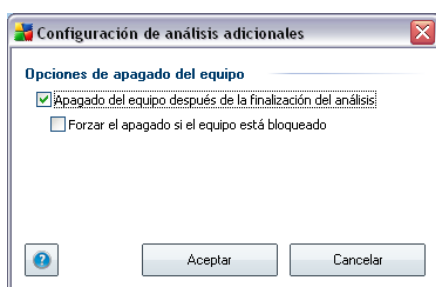 Configuración de análisis adicionales
Opciones de apagado del equipo
Apagado del equipo después de la finalización del análisis
Forzar el apagado si el equipo está bloqueado
?
Aceptar
Cancelar